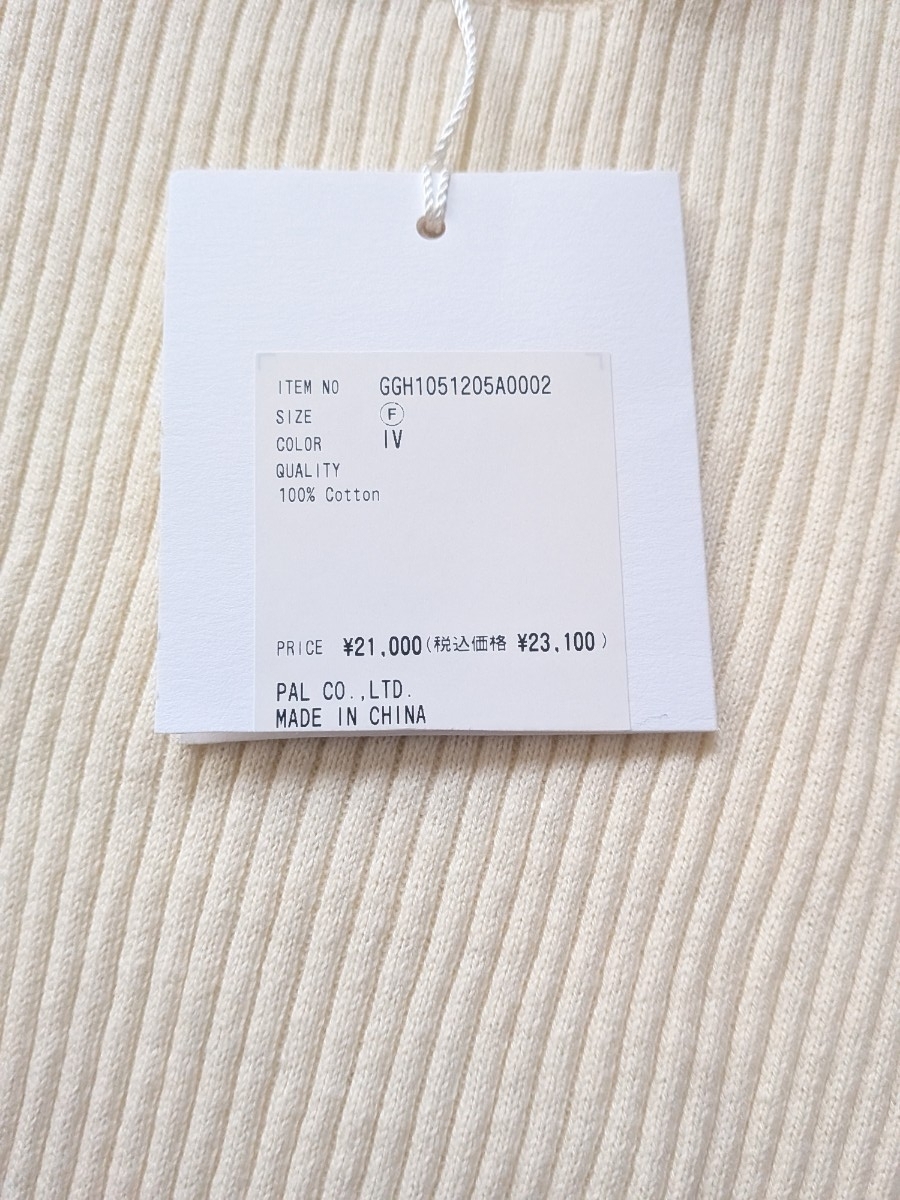 ITEM NO GGH1051205A0002
SIZE Ⓕ
COLOR IV
QUALITY
100% Cotton
PRICE ¥21,000(税込価格 ¥23,100)
PAL CO.,LTD.
MADE IN CHINA